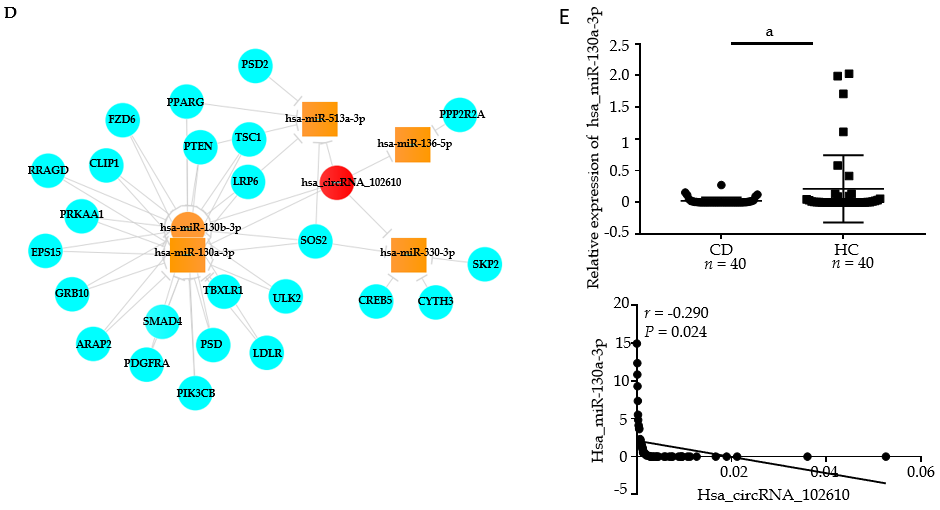 D
PSD2
PPARG
FZD6
hsa-miR-513a-3p
PPP2R2A
PTEN
TSC1
hsa-miR-136-5p
CLIP1
RRAGD
LRP6
hsa_circRNA_102610
PRKAA1
hsa-miR-130b-3p
SOS2
EPS15
hsa-miR-130a-3p
hsa-miR-330-3p
SKP2
GRB10
TBXLR1
ULK2
CREB5
CYTH3
SMAD4
ARAP2
PSD
LDLR
PDGFRA
PIK3CB
E
Relative expression of hsa_miR-130a-3p
a
2.5
2.0
1.5
1
0.5
0
-0.5
CD
HC
n = 40
n = 40
Hsa_miR-130a-3p
20
15
10
5
0
-5
r = -0.290
P = 0.024
0.02
0.04
0.06
Hsa_circRNA_102610